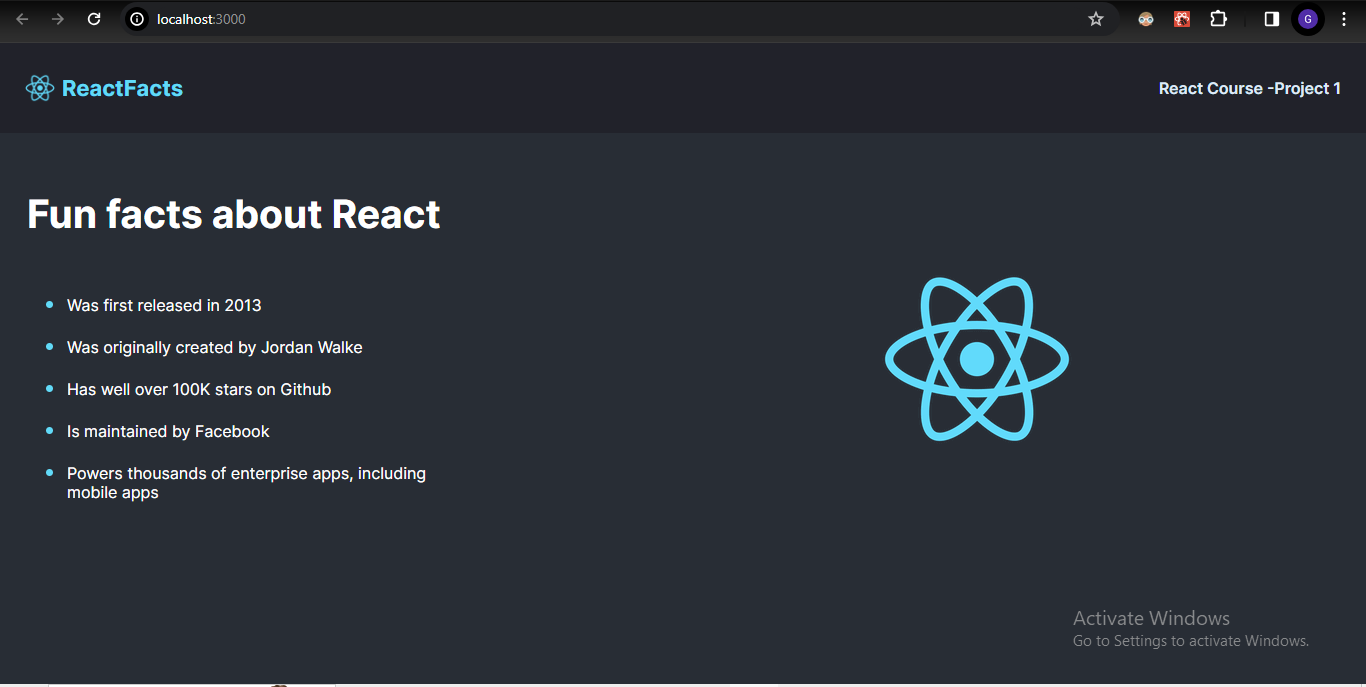 localhost:3000
G
ReactFacts
React Course -Project 1
Fun facts about React
Was first released in 2013
Was originally created by Jordan Walke
Has well over 100K stars on Github
Is maintained by Facebook
Powers thousands of enterprise apps, including
mobile apps
Activate Windows
Go to Settings to activate Windows.